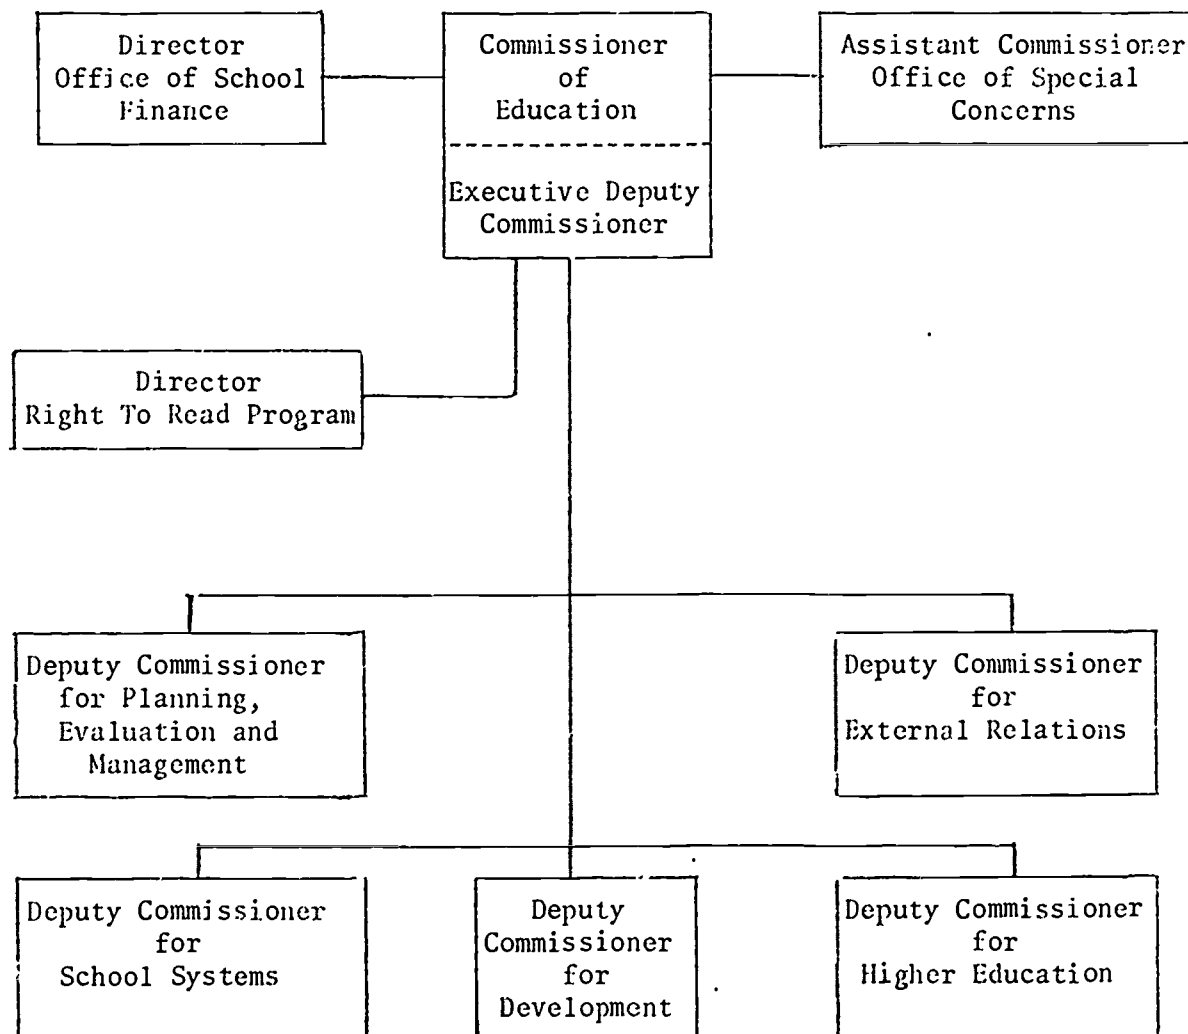 Director
Office of School
Finance
Commissioner
of
Education
Executive Deputy
Commissioner
Assistant Commissioner
Office of Special
Concerns
Director
Right To Read Program
Deputy Commissioner
for Planning,
Evaluation and
Management
Deputy Commissioner
for
External Relations
Deputy Commissioner
for
School Systems
Deputy
Commissioner
for
Development
Deputy Commissioner
for
Higher Education